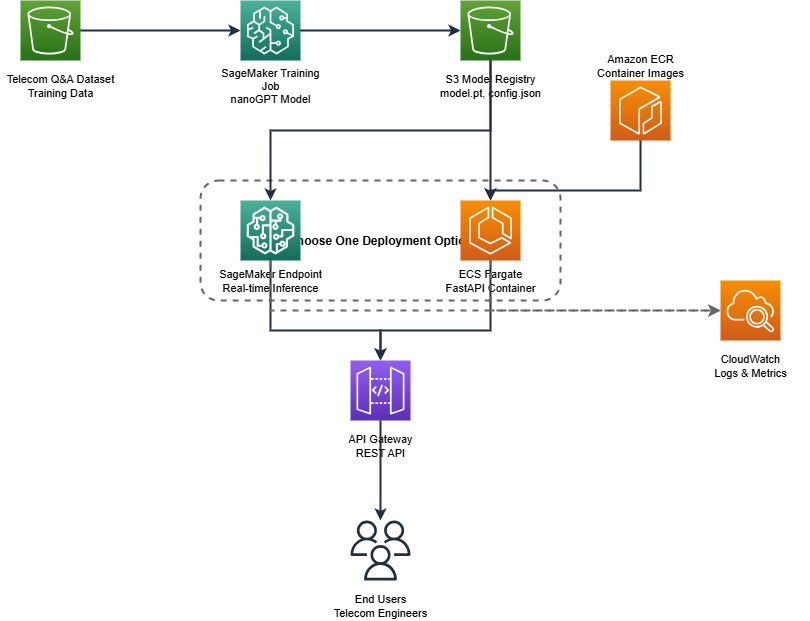 Telecom Q&A Dataset
Training Data
SageMaker Training
Job
nanoGPT Model
S3 Model Registry
model.pt, config.json
Amazon ECR
Container Images
hoose One Deployment Optio
SageMaker Endpoint
Real-time Inference
ECS Fargate
FastAPI Container
CloudWatch
Logs & Metrics
API Gateway
REST API
</>
End Users
Telecom Engineers